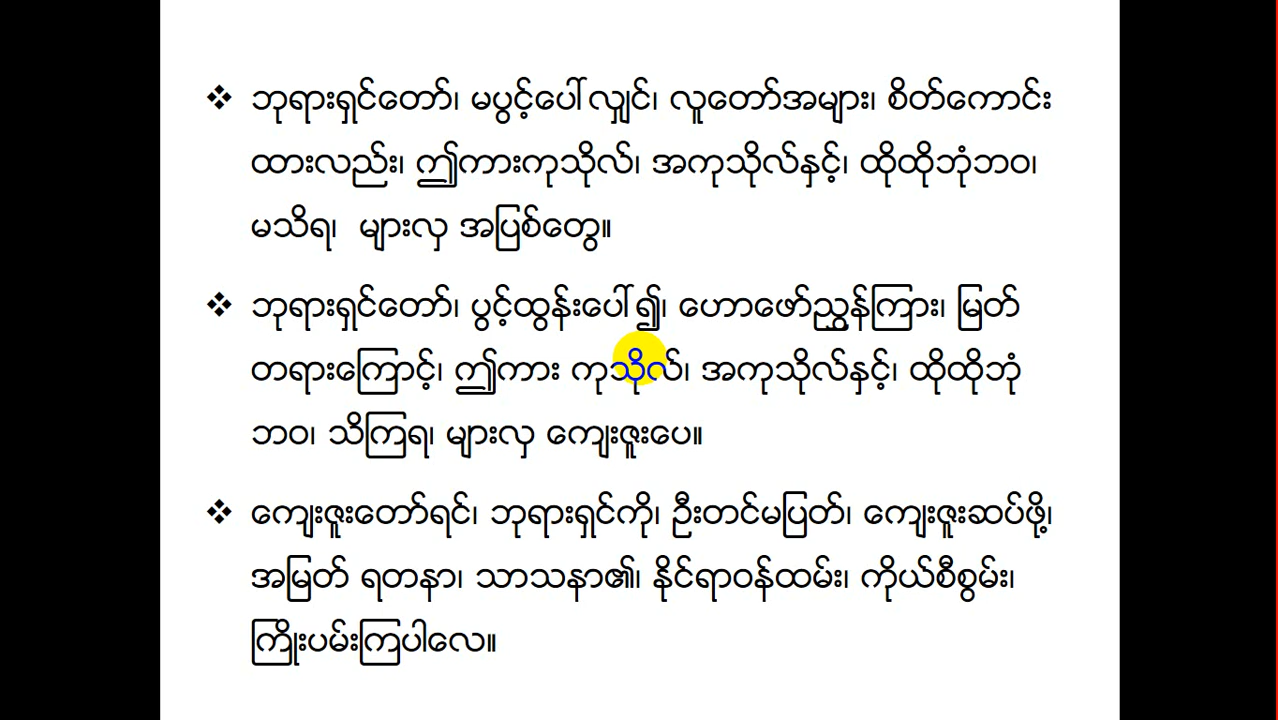 ❖ ဘုရားရှင်တော်၊ မပွင့်ပေါ်လျှင်၊ လူတော်အများ၊ စိတ်ကောင်း
ထားလည်း၊ ဤကားကုသိုလ်၊ အကုသိုလ်နှင့်၊ ထိုထိုဘုံဘဝ၊
မသိရ၊ များလှ အပြစ်တွေ။
❖ ဘုရားရှင်တော်၊ ပွင့်ထွန်းပေါ်၍၊ ဟောဖော်ညွှန်ကြား၊ မြတ်
တရားကြောင့်၊ ဤကား ကုသိုလ်၊ အကုသိုလ်နှင့်၊ ထိုထိုဘုံ
ဘဝ၊ သိကြရ၊ များလှ ကျေးဇူးပေ။
❖ ကျေးဇူးတော်ရင်၊ ဘုရားရှင်ကို၊ ဦးတင်မပြတ်၊ ကျေးဇူးဆပ်ဖို့၊
အမြတ် ရတနာ၊ သာသနာ၏၊ နိုင်ရာဝန်ထမ်း၊ ကိုယ်စီစွမ်း၊
ကြိုးပမ်းကြပါလေ။